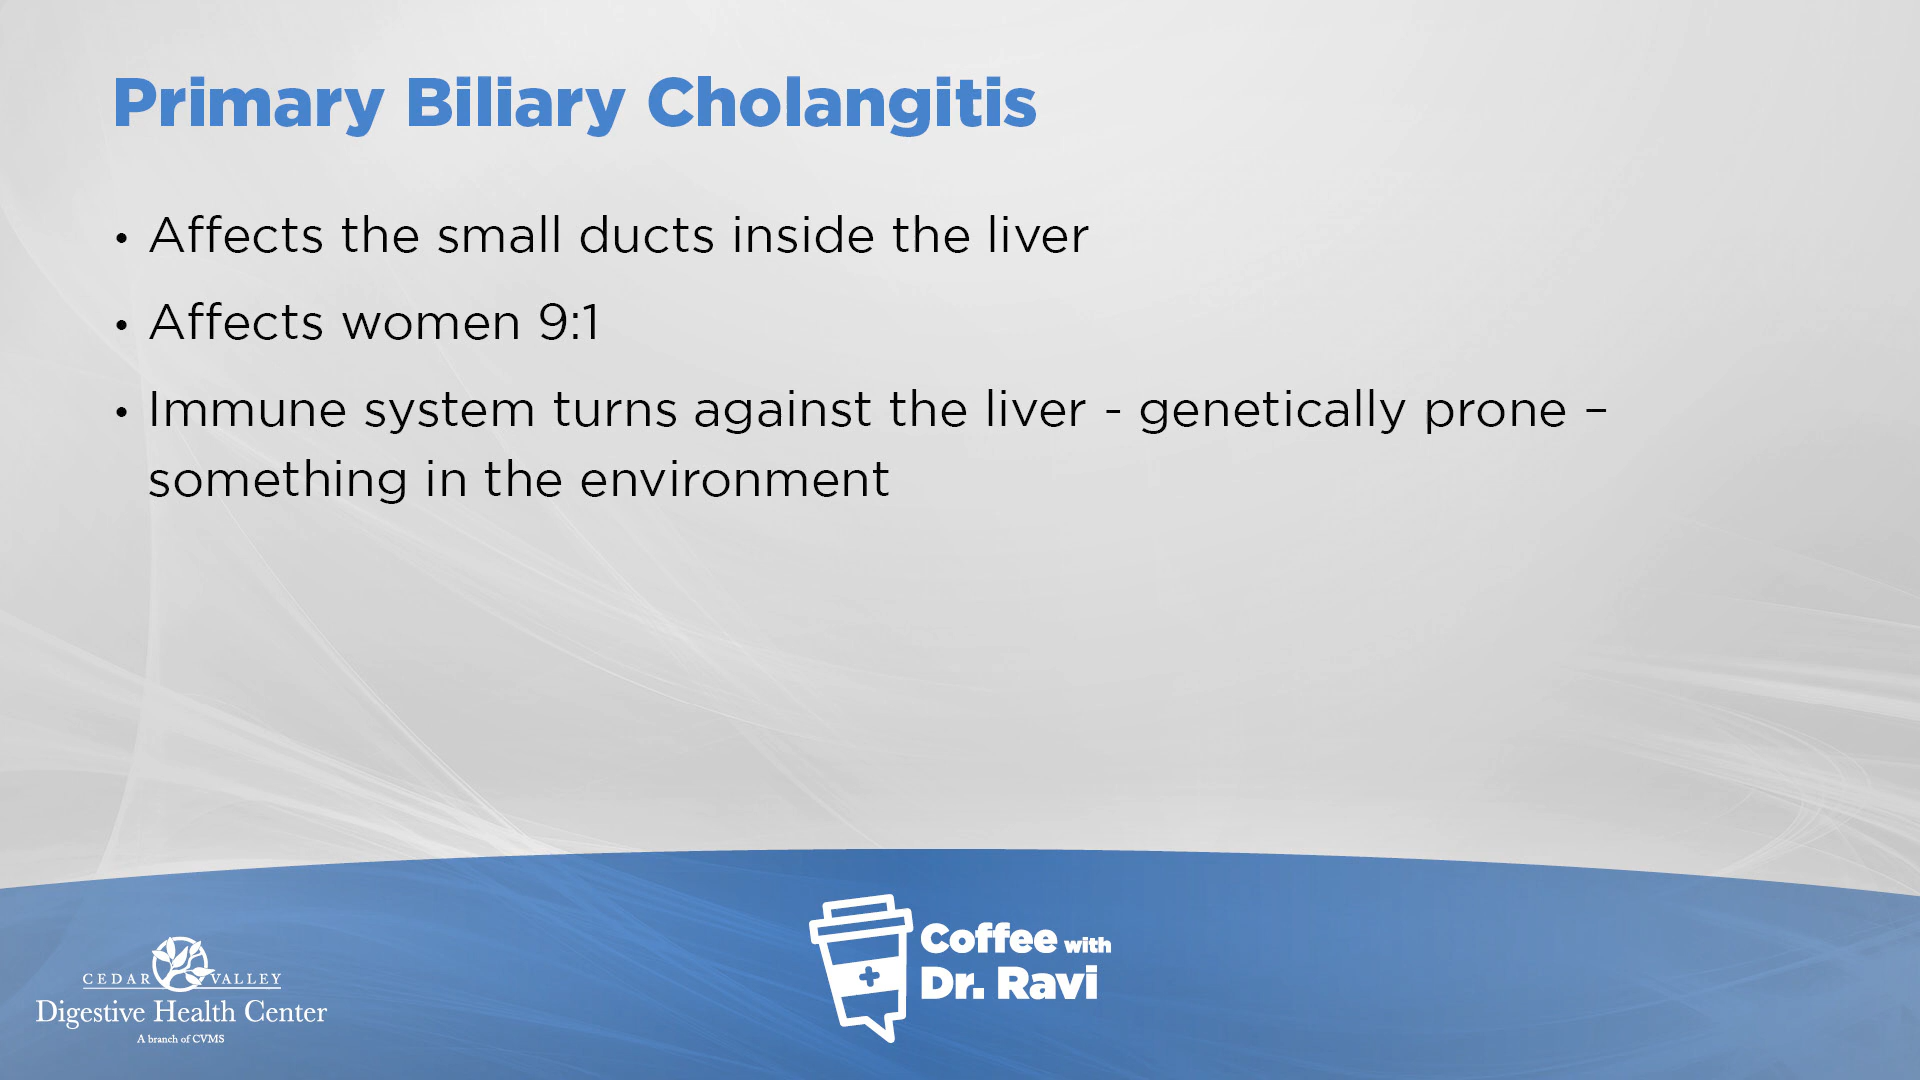 Primary Biliary Cholangitis
• Affects the small ducts inside the liver
• Affects women 9:1
• Immune system turns against the liver - genetically prone –
something in the environment
CEDAR VALLEY
Digestive Health Center
A branch of CVMS
Coffee with
Dr. Ravi